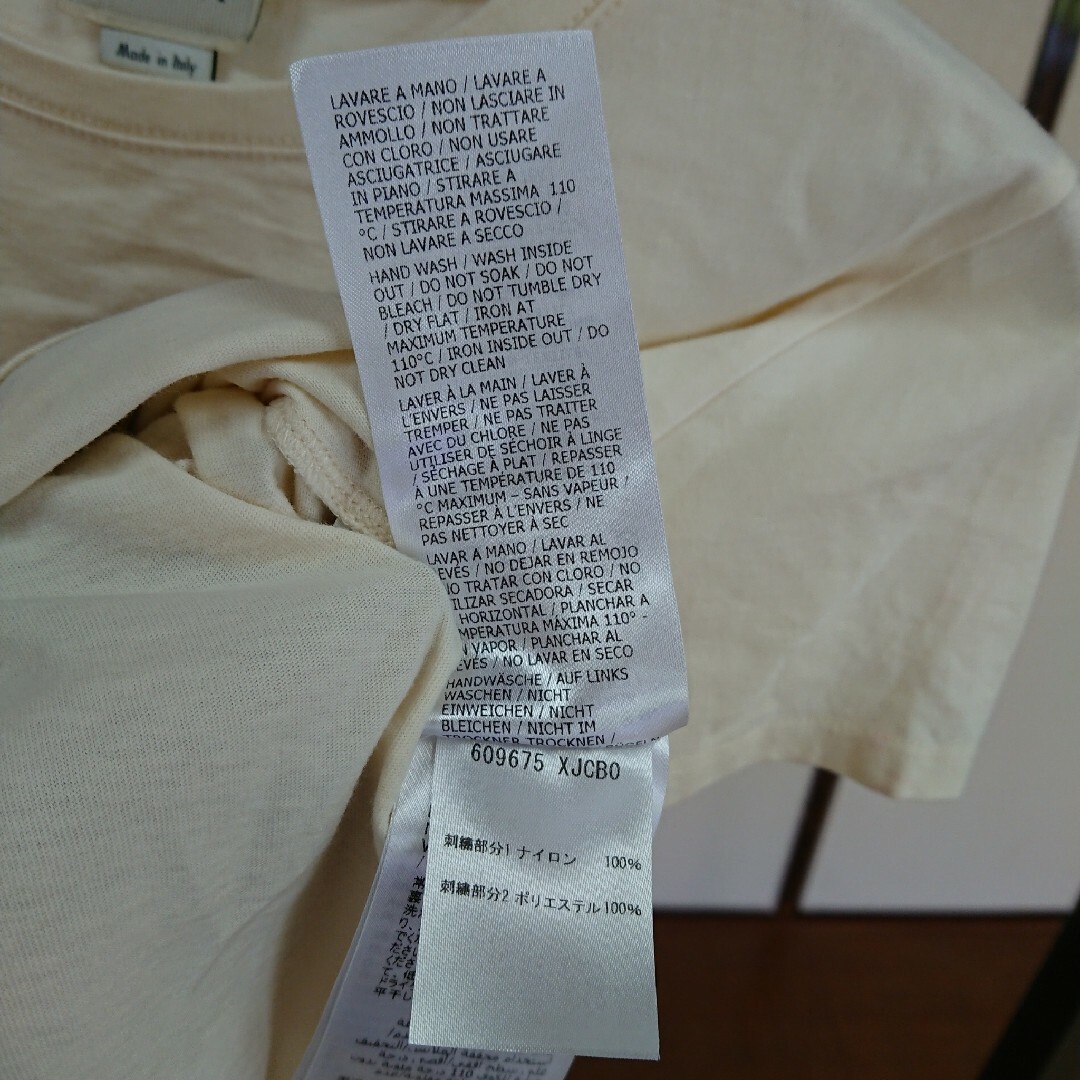 Made in Italy
LAVARE A MANO / LAVARE A
ROVESCIO / NON LASCIARE IN
AMMOLLO / NON TRATTARE
CON CLORO / NON USARE
ASCIUGATRICE / ASCIUGARE
IN PIANO / STIRARE A
TEMPERATURA MASSIMA 110
°C / STIRARE A ROVESCIO /
NON LAVARE A SECCO
HAND WASH / WASH INSIDE
OUT / DO NOT SOAK / DO NOT
BLEACH / DO NOT TUMBLE DRY
/ DRY FLAT / IRON AT
MAXIMUM TEMPERATURE
110°C / IRON INSIDE OUT / DO
NOT DRY CLEAN
LAVER À LA MAIN / LAVER À
L'ENVERS / NE PAS LAISSER
TREMPER / NE PAS TRAITER
AVEC DU CHLORE / NE PAS
UTILISER DE SÉCHOIR À LINGE
/ SÉCHAGE À PLAT / REPASSER
À UNE TEMPÉRATURE DE 110
°C MAXIMUM – SANS VAPEUR /
REPASSER À L'ENVERS / NE
PAS NETTOYER À SEC
LAVAR A MANO / LAVAR AL
EVÉS / NO DEJAR EN REMOJO
NO TRATAR CON CLORO / NO
TILIZAR SECADORA / SECAR
HORIZONTAL / PLANCHAR A
MPERATURA MÁXIMA 110° -
N VAPOR / PLANCHAR AL
EVÉS / NO LAVAR EN SECO
HANDWÄSCHE / AUF LINKS
WASCHEN / NICHT
EINWEICHEN / NICHT
BLEICHEN / NICHT IM
TROCKNER TROCKNEN /
609675 XJCB0
刺繍部分1 ナイロン 100%
刺繍部分2 ポリエステル 100%